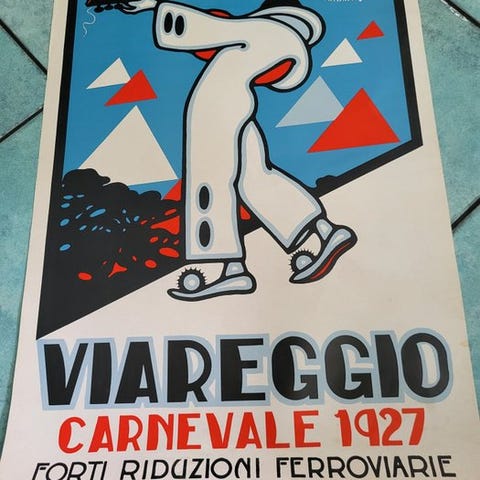 VIAREGGIO
CARNEVALE 1927
FORTI RIDUZIONI FERROVIARIE